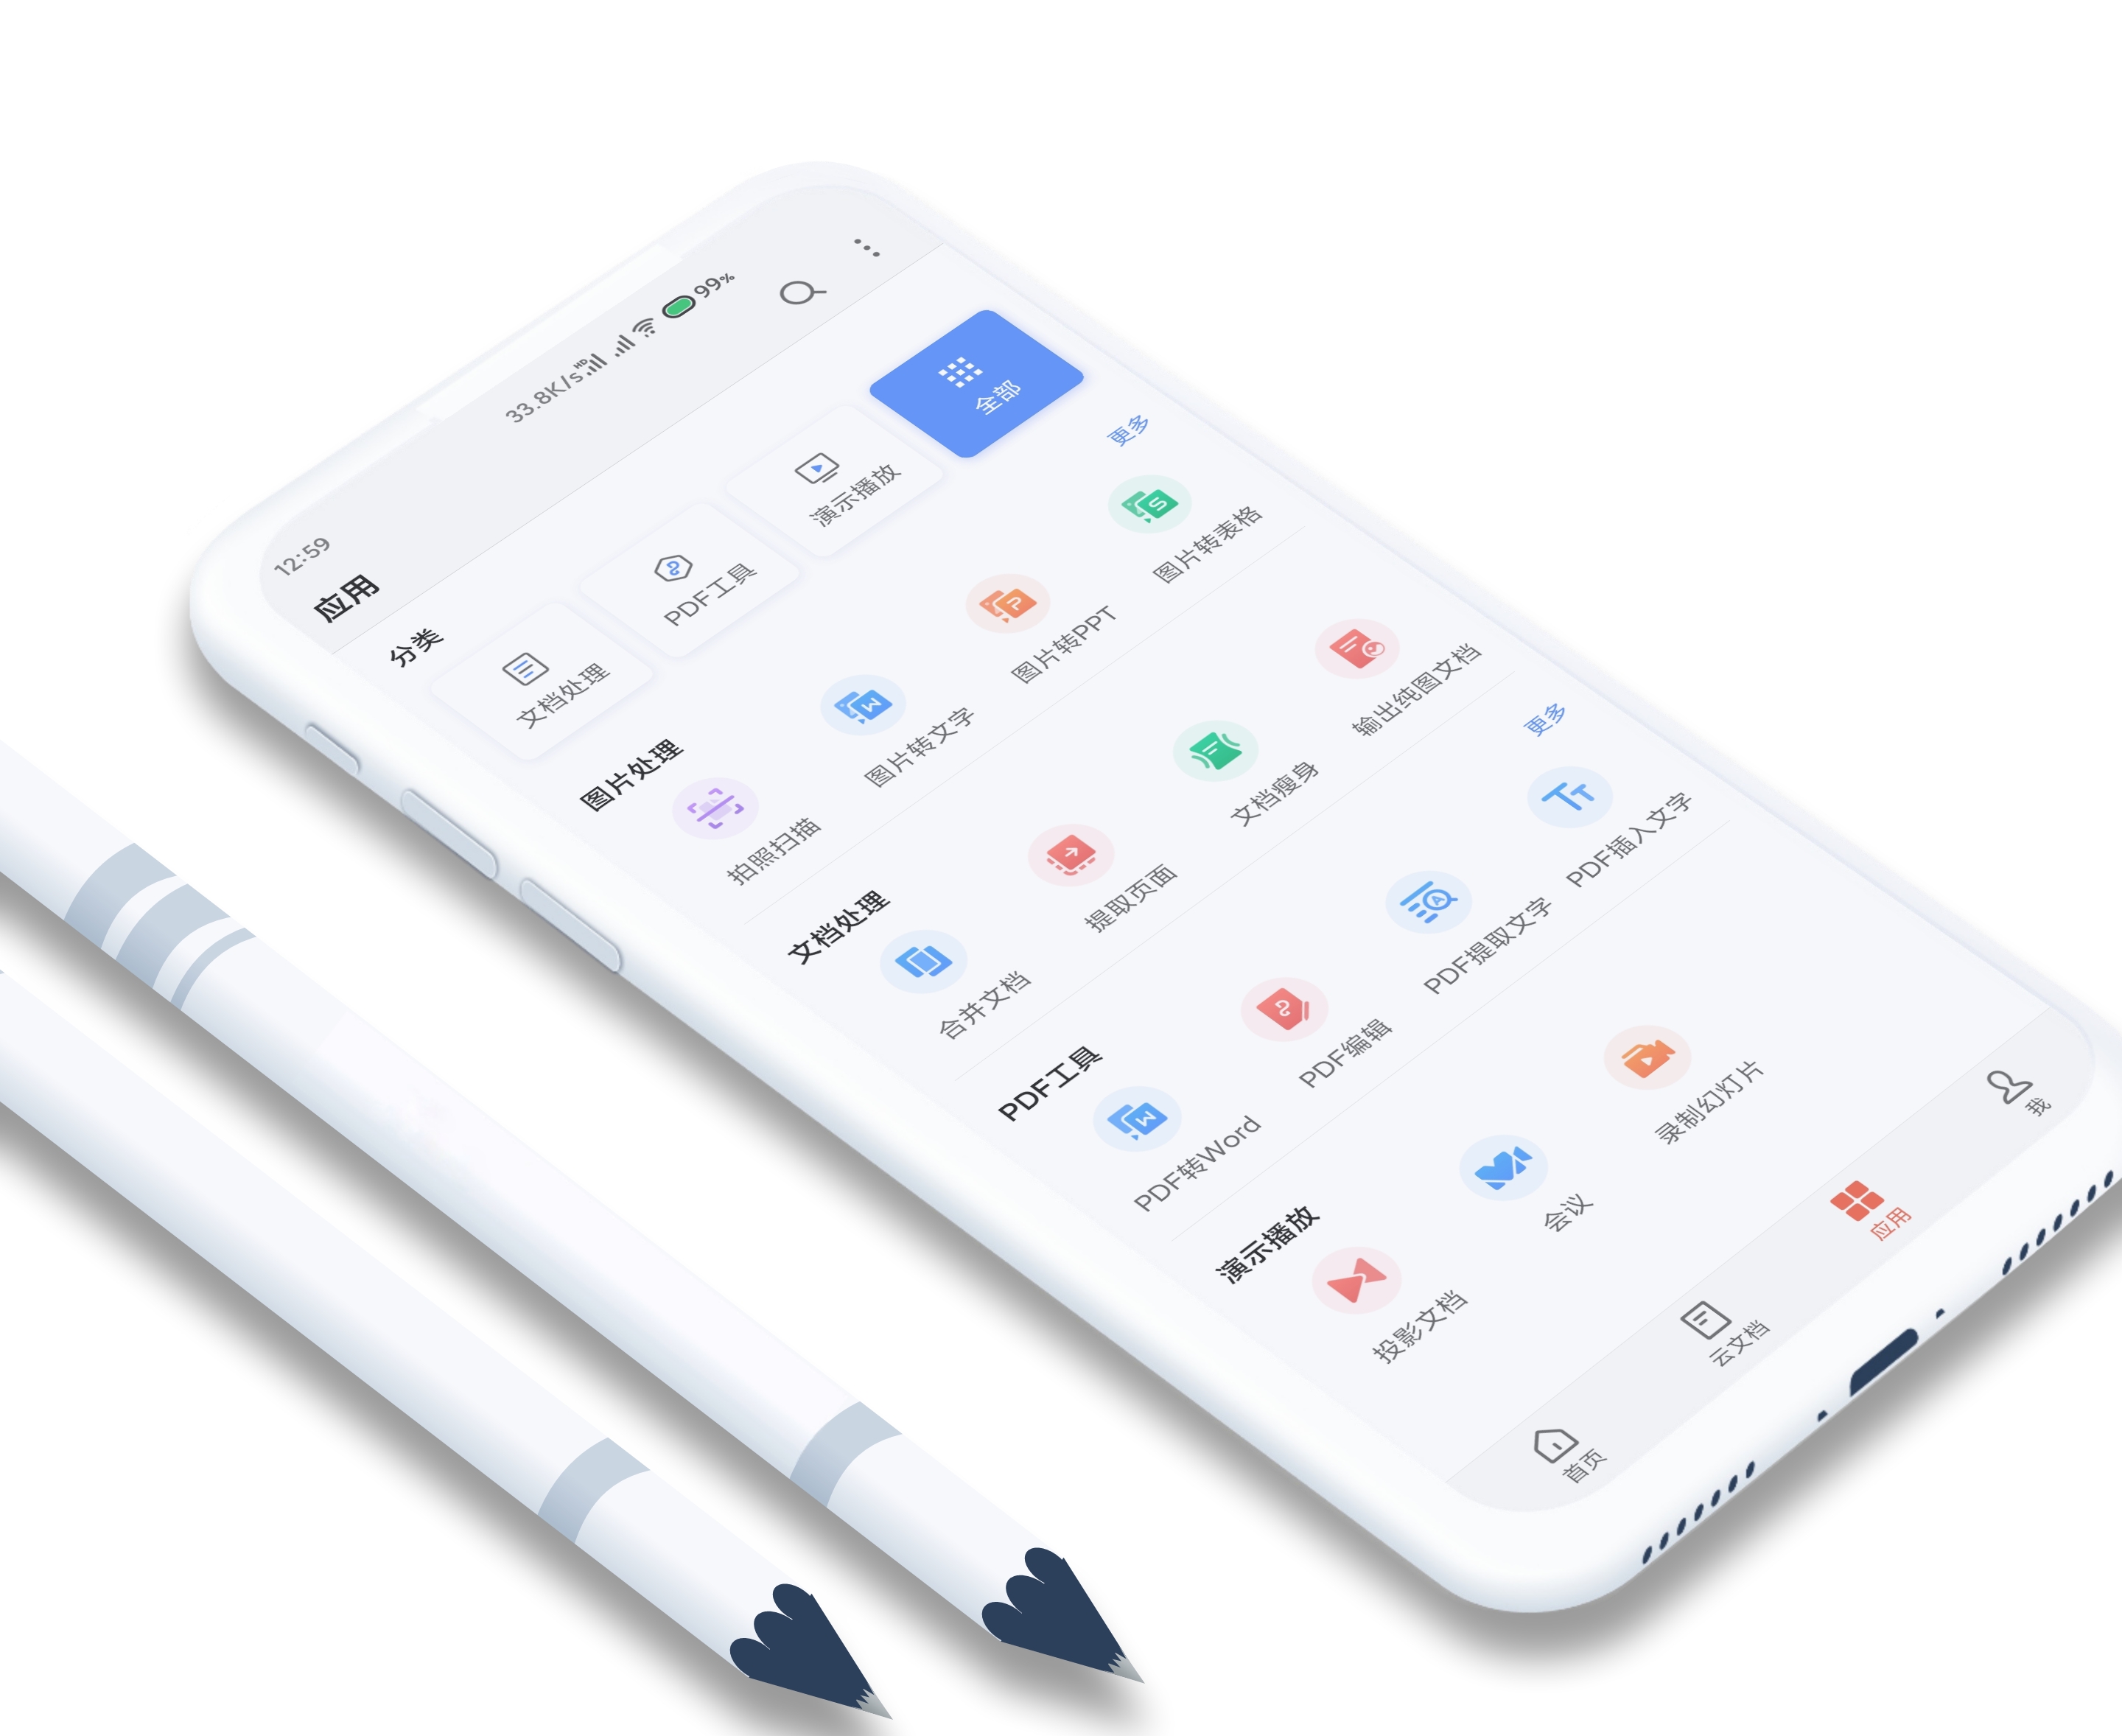 12:59 33.8K/s HD 99%
应用
分类
文档处理 PDF工具 演示播放 全部
图片处理 更多
拍照扫描 图片转文字 图片转PPT 图片转表格
文档处理
合并文档 提取页面 文档瘦身 输出纯图文档
PDF工具 更多
PDF转Word PDF编辑 PDF提取文字 PDF插入文字
演示播放
投影文档 会议 录制幻灯片
首页 云文档 应用 我